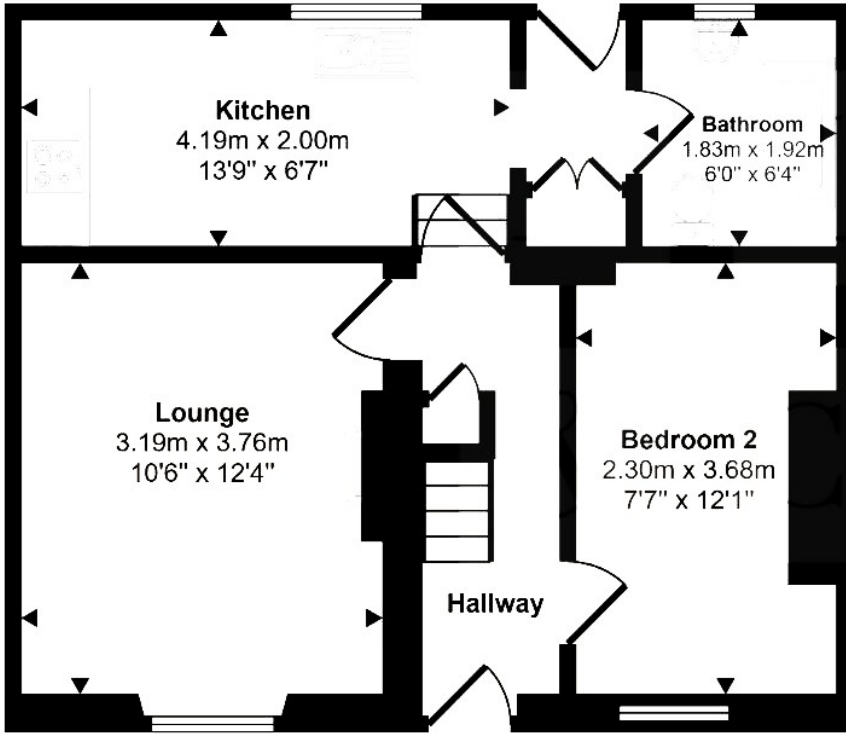 Kitchen
4.19m x 2.00m
13'9" x 6'7"
Bathroom
1.83m x 1.92m
6'0" x 6'4"
Lounge
3.19m x 3.76m
10'6" x 12'4"
Bedroom 2
2.30m x 3.68m
7'7" x 12'1"
Hallway